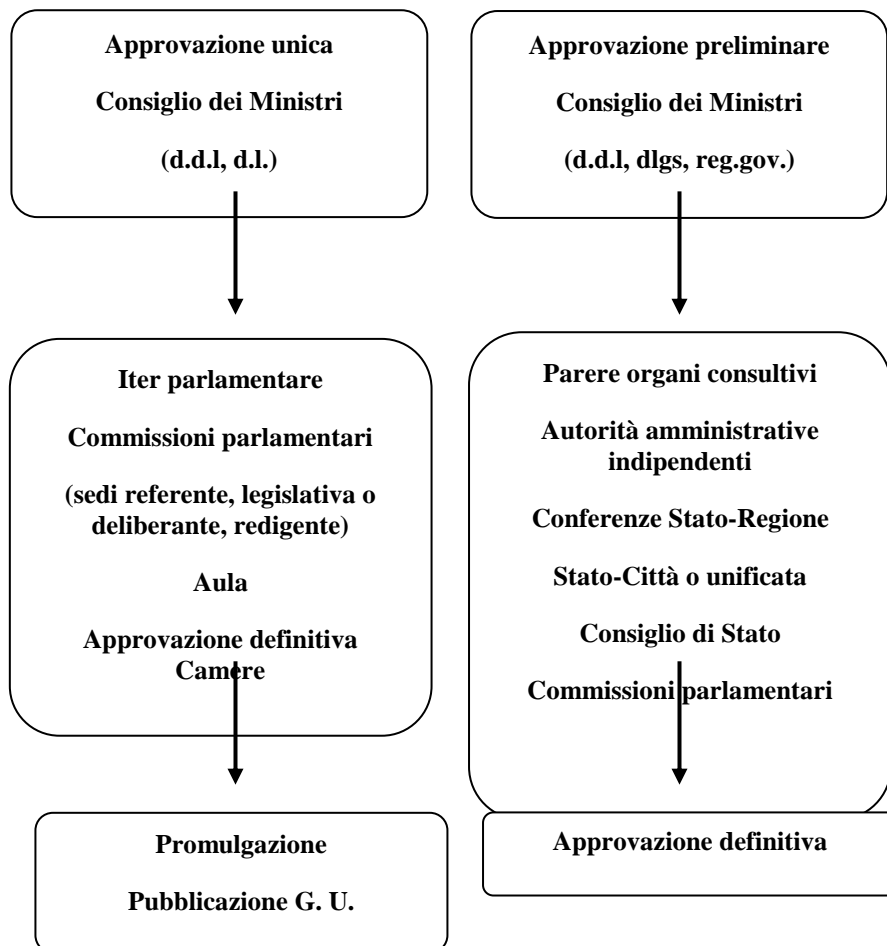 Approvazione unica
Consiglio dei Ministri
(d.d.l, d.l.)
Iter parlamentare
Commissioni parlamentari
(sedi referente, legislativa o
deliberante, redigente)
Aula
Approvazione definitiva
Camere
Promulgazione
Pubblicazione G. U.
Approvazione preliminare
Consiglio dei Ministri
(d.d.l, dlgs, reg.gov.)
Parere organi consultivi
Autorità amministrative
indipendenti
Conferenze Stato-Regione
Stato-Città o unificata
Consiglio di Stato
Commissioni parlamentari
Approvazione definitiva